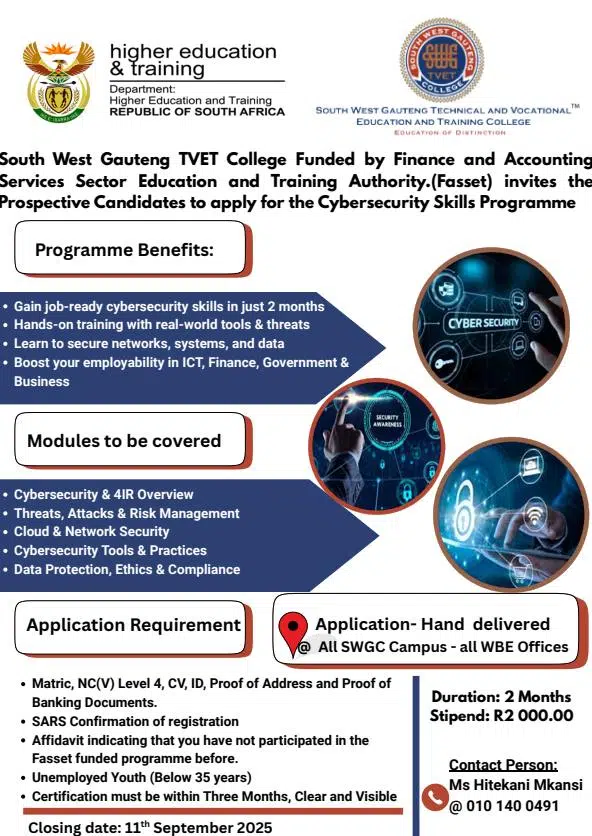 higher education
& training
Department:
Higher Education and Training
REPUBLIC OF SOUTH AFRICA
SOUTH WEST GAUTENG
SWG
TVET
COLLEGE
SOUTH WEST GAUTENG TECHNICAL AND VOCATIONAL™
EDUCATION AND TRAINING COLLEGE
EDUCATION OF DISTINCTION
South West Gauteng TVET College Funded by Finance and Accounting
Services Sector Education and Training Authority.(Fasset) invites the
Prospective Candidates to apply for the Cybersecurity Skills Programme
Programme Benefits:
• Gain job-ready cybersecurity skills in just 2 months
• Hands-on training with real-world tools & threats
• Learn to secure networks, systems, and data
• Boost your employability in ICT, Finance, Government &
Business
CYBER SECURITY
SECURITY
AWARENESS
Modules to be covered
• Cybersecurity & 4IR Overview
• Threats, Attacks & Risk Management
• Cloud & Network Security
• Cybersecurity Tools & Practices
• Data Protection, Ethics & Compliance
Application Requirement
Application- Hand delivered
@ All SWGC Campus - all WBE Offices
• Matric, NC(V) Level 4, CV, ID, Proof of Address and Proof of
Banking Documents.
• SARS Confirmation of registration
• Affidavit indicating that you have not participated in the
Fasset funded programme before.
• Unemployed Youth (Below 35 years)
• Certification must be within Three Months, Clear and Visible
Closing date: 11th September 2025
Duration: 2 Months
Stipend: R2 000.00
Contact Person:
Ms Hitekani Mkansi
@ 010 140 0491